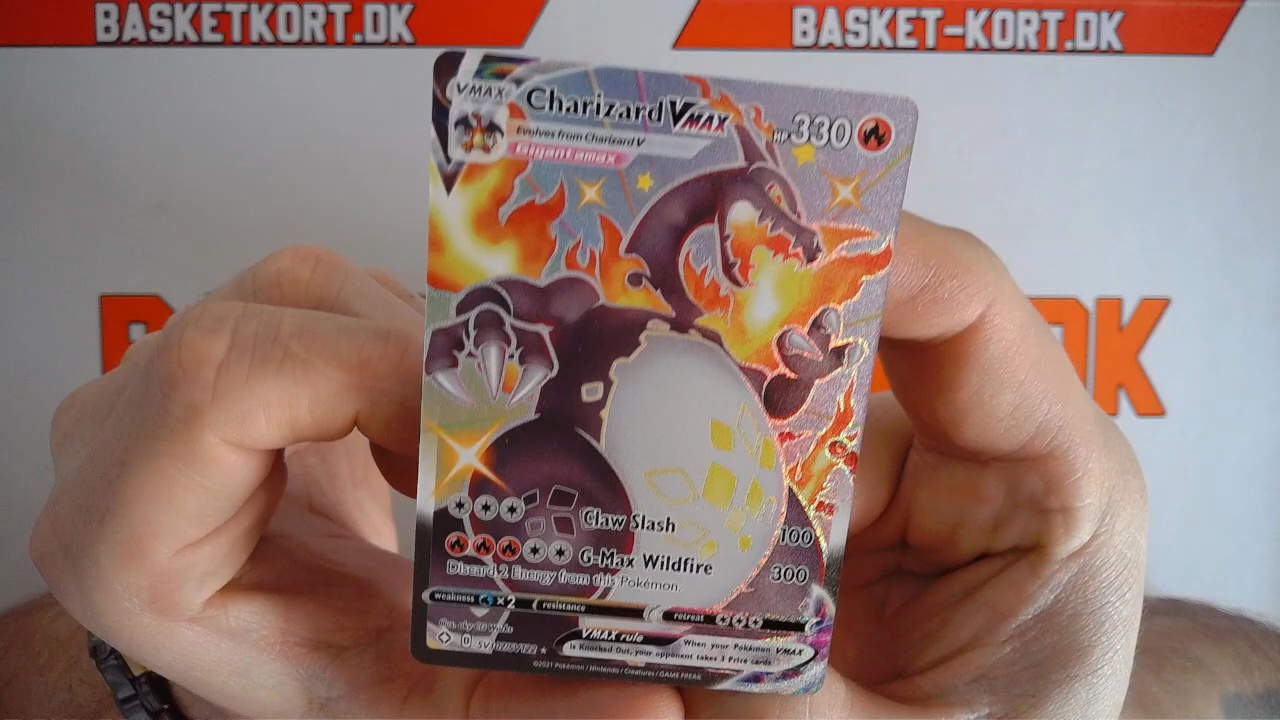 BASKETKORT.DK
BASKET-KORT.DK
VMAX
Charizard VMAX
HP 330
Evolves from Charizard V
Gigantamax
Claw Slash 100
G-Max Wildfire 300
Discard 2 Energy from this Pokémon.
weakness ×2 resistance retreat
VMAX rule When your Pokémon VMAX
is Knocked Out, your opponent takes 3 Prize cards.
D SV107/SV122
©2021 Pokémon / Nintendo / Creatures / GAME FREAK